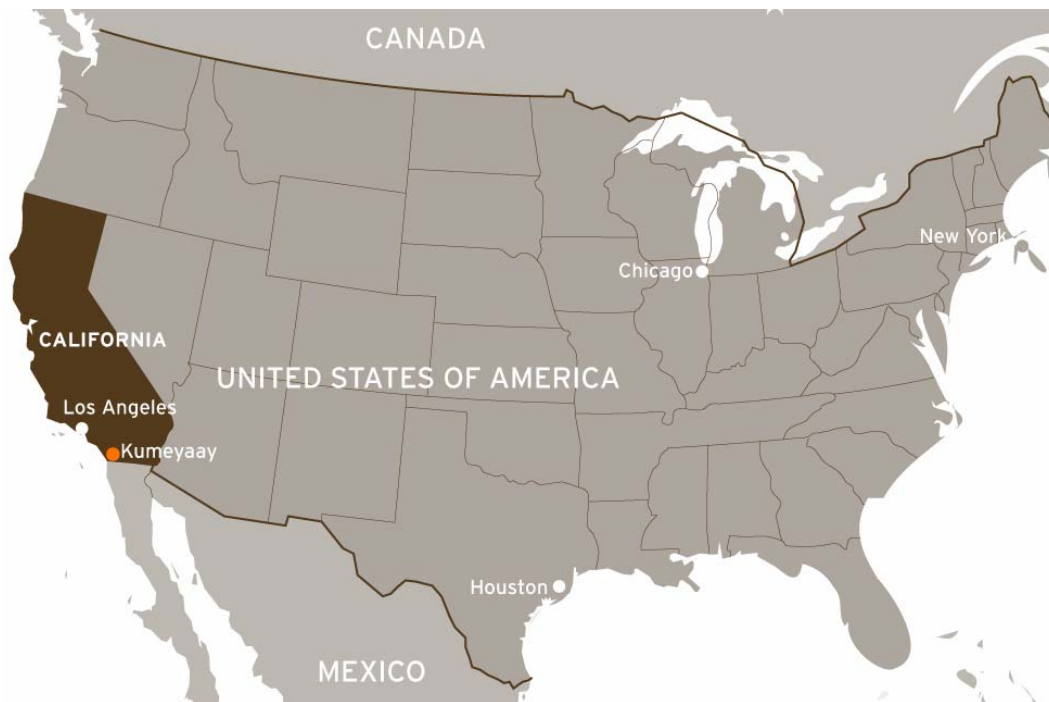 CANADA
New York
Chicago
CALIFORNIA
UNITED STATES OF AMERICA
Los Angeles
Kumeyaay
Houston
MEXICO